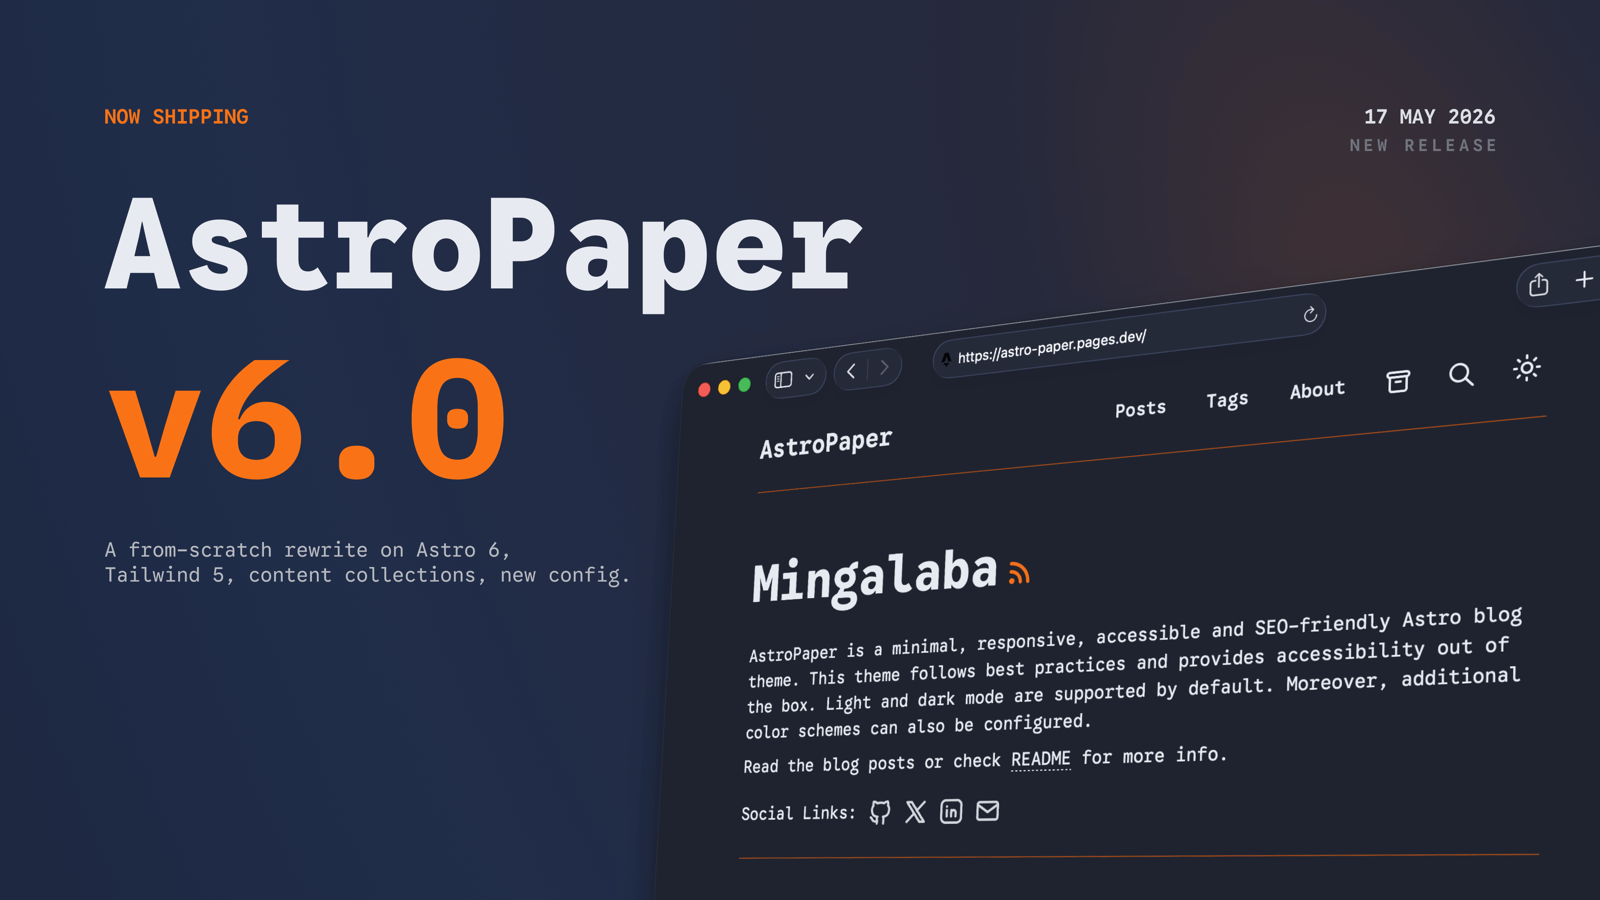 NOW SHIPPING
17 MAY 2026
NEW RELEASE
AstroPaper
v6.0
A from-scratch rewrite on Astro 6,
Tailwind 5, content collections, new config.
https://astro-paper.pages.dev/
AstroPaper
Posts Tags About
Mingalaba
AstroPaper is a minimal, responsive, accessible and SEO-friendly Astro blog
theme. This theme follows best practices and provides accessibility out of
the box. Light and dark mode are supported by default. Moreover, additional
color schemes can also be configured.
Read the blog posts or check README for more info.
Social Links: